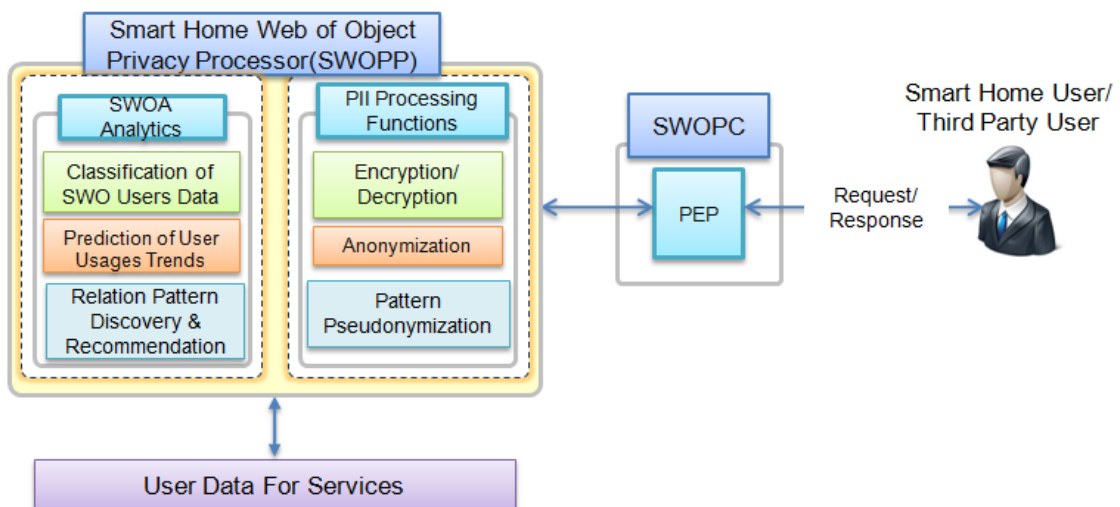 Smart Home Web of Object
Privacy Processor(SWOPP)
SWOA
Analytics
Classification of
SWO Users Data
Prediction of User
Usages Trends
Relation Pattern
Discovery &
Recommendation
PII Processing
Functions
Encryption/
Decryption
Anonymization
Pattern
Pseudonymization
SWOPC
PEP
Request/
Response
Smart Home User/
Third Party User
User Data For Services